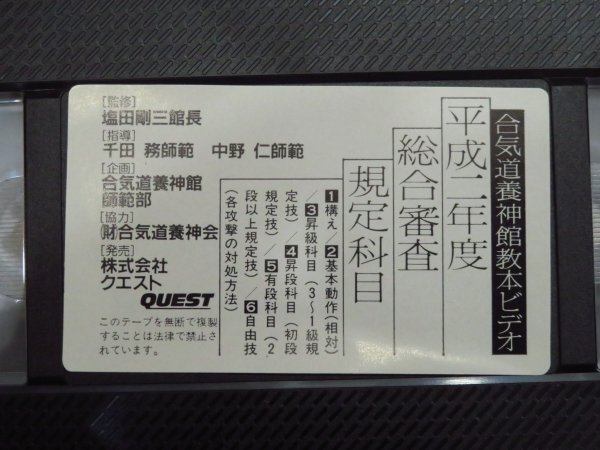 合気道養神館教本ビデオ
平成二年度
総合審査
規定科目
1構え/2基本動作(相対)
/3昇級科目(3〜1級規
定技)/4昇段科目(初段
規定技)/5有段科目(2
段以上規定技)/6自由技
(各攻撃の対処方法)
[監修]
塩田剛三館長
[指導]
千田 務師範 中野 仁師範
[企画]
合気道養神館
師範部
[協力]
(財)合気道養神会
[発売]
株式会社
クエスト
QUEST
このテープを無断で複製
することは法律で禁止さ
れています。